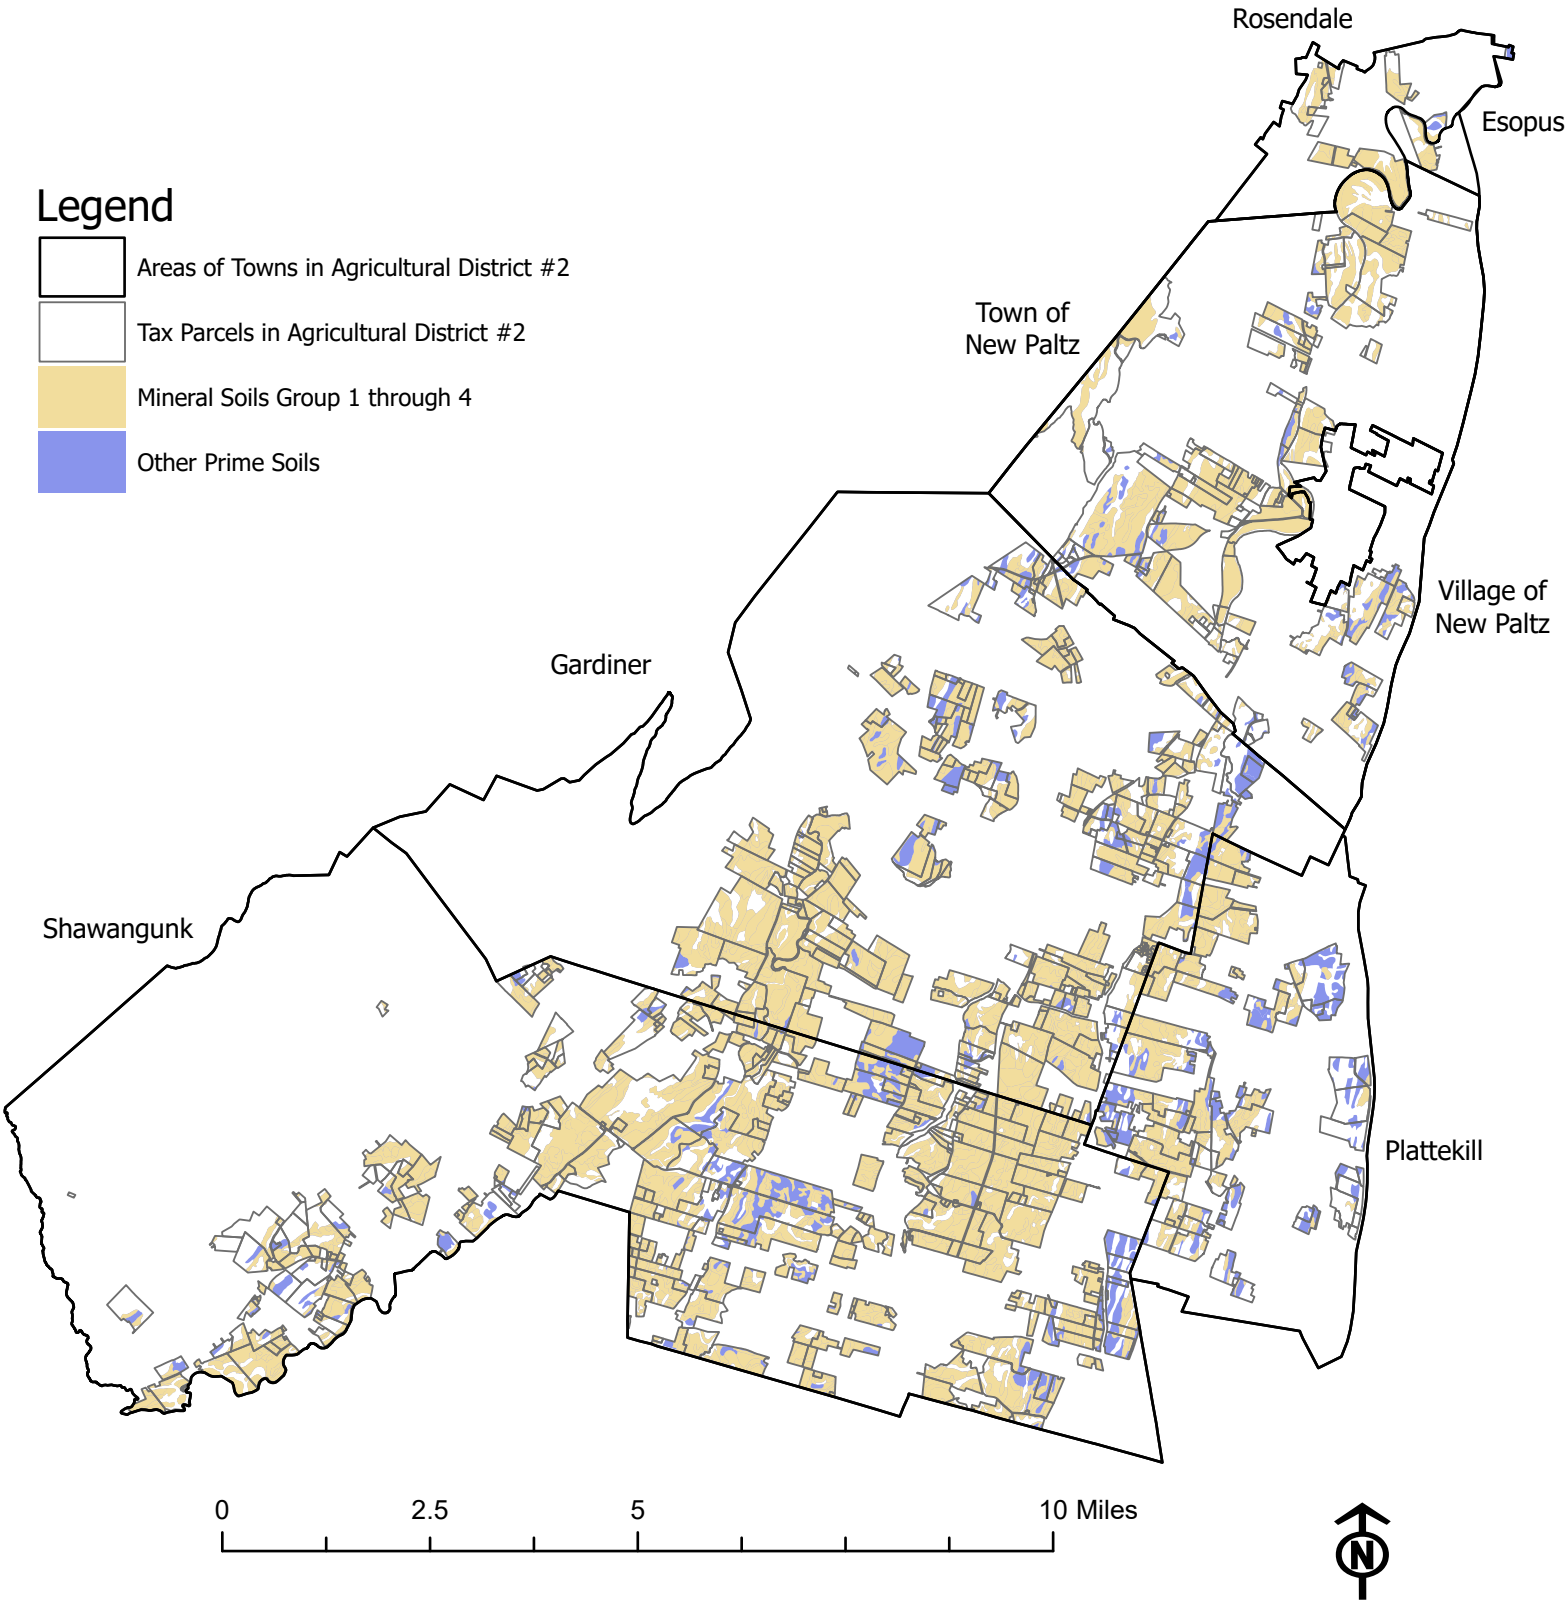 Rosendale
Esopus
Legend
Areas of Towns in Agricultural District #2
Tax Parcels in Agricultural District #2
Mineral Soils Group 1 through 4
Other Prime Soils
Town of
New Paltz
Village of
New Paltz
Gardiner
Shawangunk
Plattekill
0 2.5 5 10 Miles
N